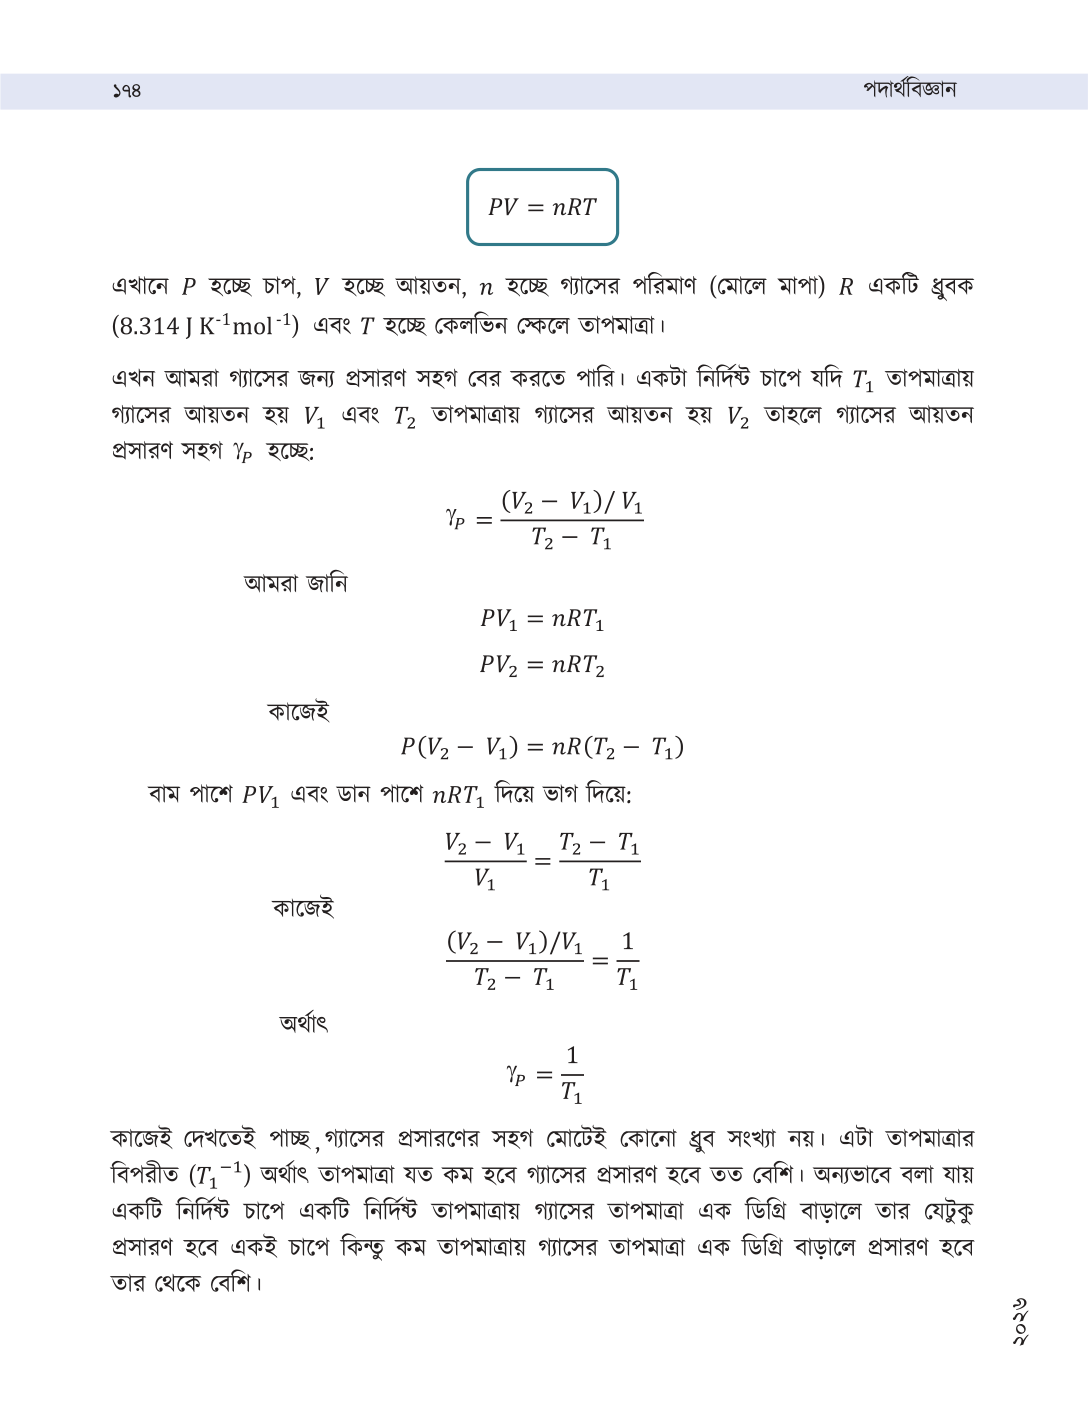 ১৭৪ পদার্থবিজ্ঞান
PV = nRT
এখানে P হচ্ছে চাপ, V হচ্ছে আয়তন, n হচ্ছে গ্যাসের পরিমাণ (মোলে মাপা) R একটি ধ্রুবক
(8.314 J K⁻¹mol⁻¹) এবং T হচ্ছে কেলভিন স্কেলে তাপমাত্রা।
এখন আমরা গ্যাসের জন্য প্রসারণ সহগ বের করতে পারি। একটা নির্দিষ্ট চাপে যদি T₁ তাপমাত্রায়
গ্যাসের আয়তন হয় V₁ এবং T₂ তাপমাত্রায় গ্যাসের আয়তন হয় V₂ তাহলে গ্যাসের আয়তন
প্রসারণ সহগ γ_P হচ্ছে:
γ_P = ((V₂ − V₁)/V₁)/(T₂ − T₁)
আমরা জানি
PV₁ = nRT₁
PV₂ = nRT₂
কাজেই
P(V₂ − V₁) = nR(T₂ − T₁)
বাম পাশে PV₁ এবং ডান পাশে nRT₁ দিয়ে ভাগ দিয়ে:
(V₂ − V₁)/V₁ = (T₂ − T₁)/T₁
কাজেই
((V₂ − V₁)/V₁)/(T₂ − T₁) = 1/T₁
অর্থাৎ
γ_P = 1/T₁
কাজেই দেখতেই পাচ্ছ, গ্যাসের প্রসারণের সহগ মোটেই কোনো ধ্রুব সংখ্যা নয়। এটা তাপমাত্রার
বিপরীত (T₁⁻¹) অর্থাৎ তাপমাত্রা যত কম হবে গ্যাসের প্রসারণ হবে তত বেশি। অন্যভাবে বলা যায়
একটি নির্দিষ্ট চাপে একটি নির্দিষ্ট তাপমাত্রায় গ্যাসের তাপমাত্রা এক ডিগ্রি বাড়ালে তার যেটুকু
প্রসারণ হবে একই চাপে কিন্তু কম তাপমাত্রায় গ্যাসের তাপমাত্রা এক ডিগ্রি বাড়ালে প্রসারণ হবে
তার থেকে বেশি।
২০২৬